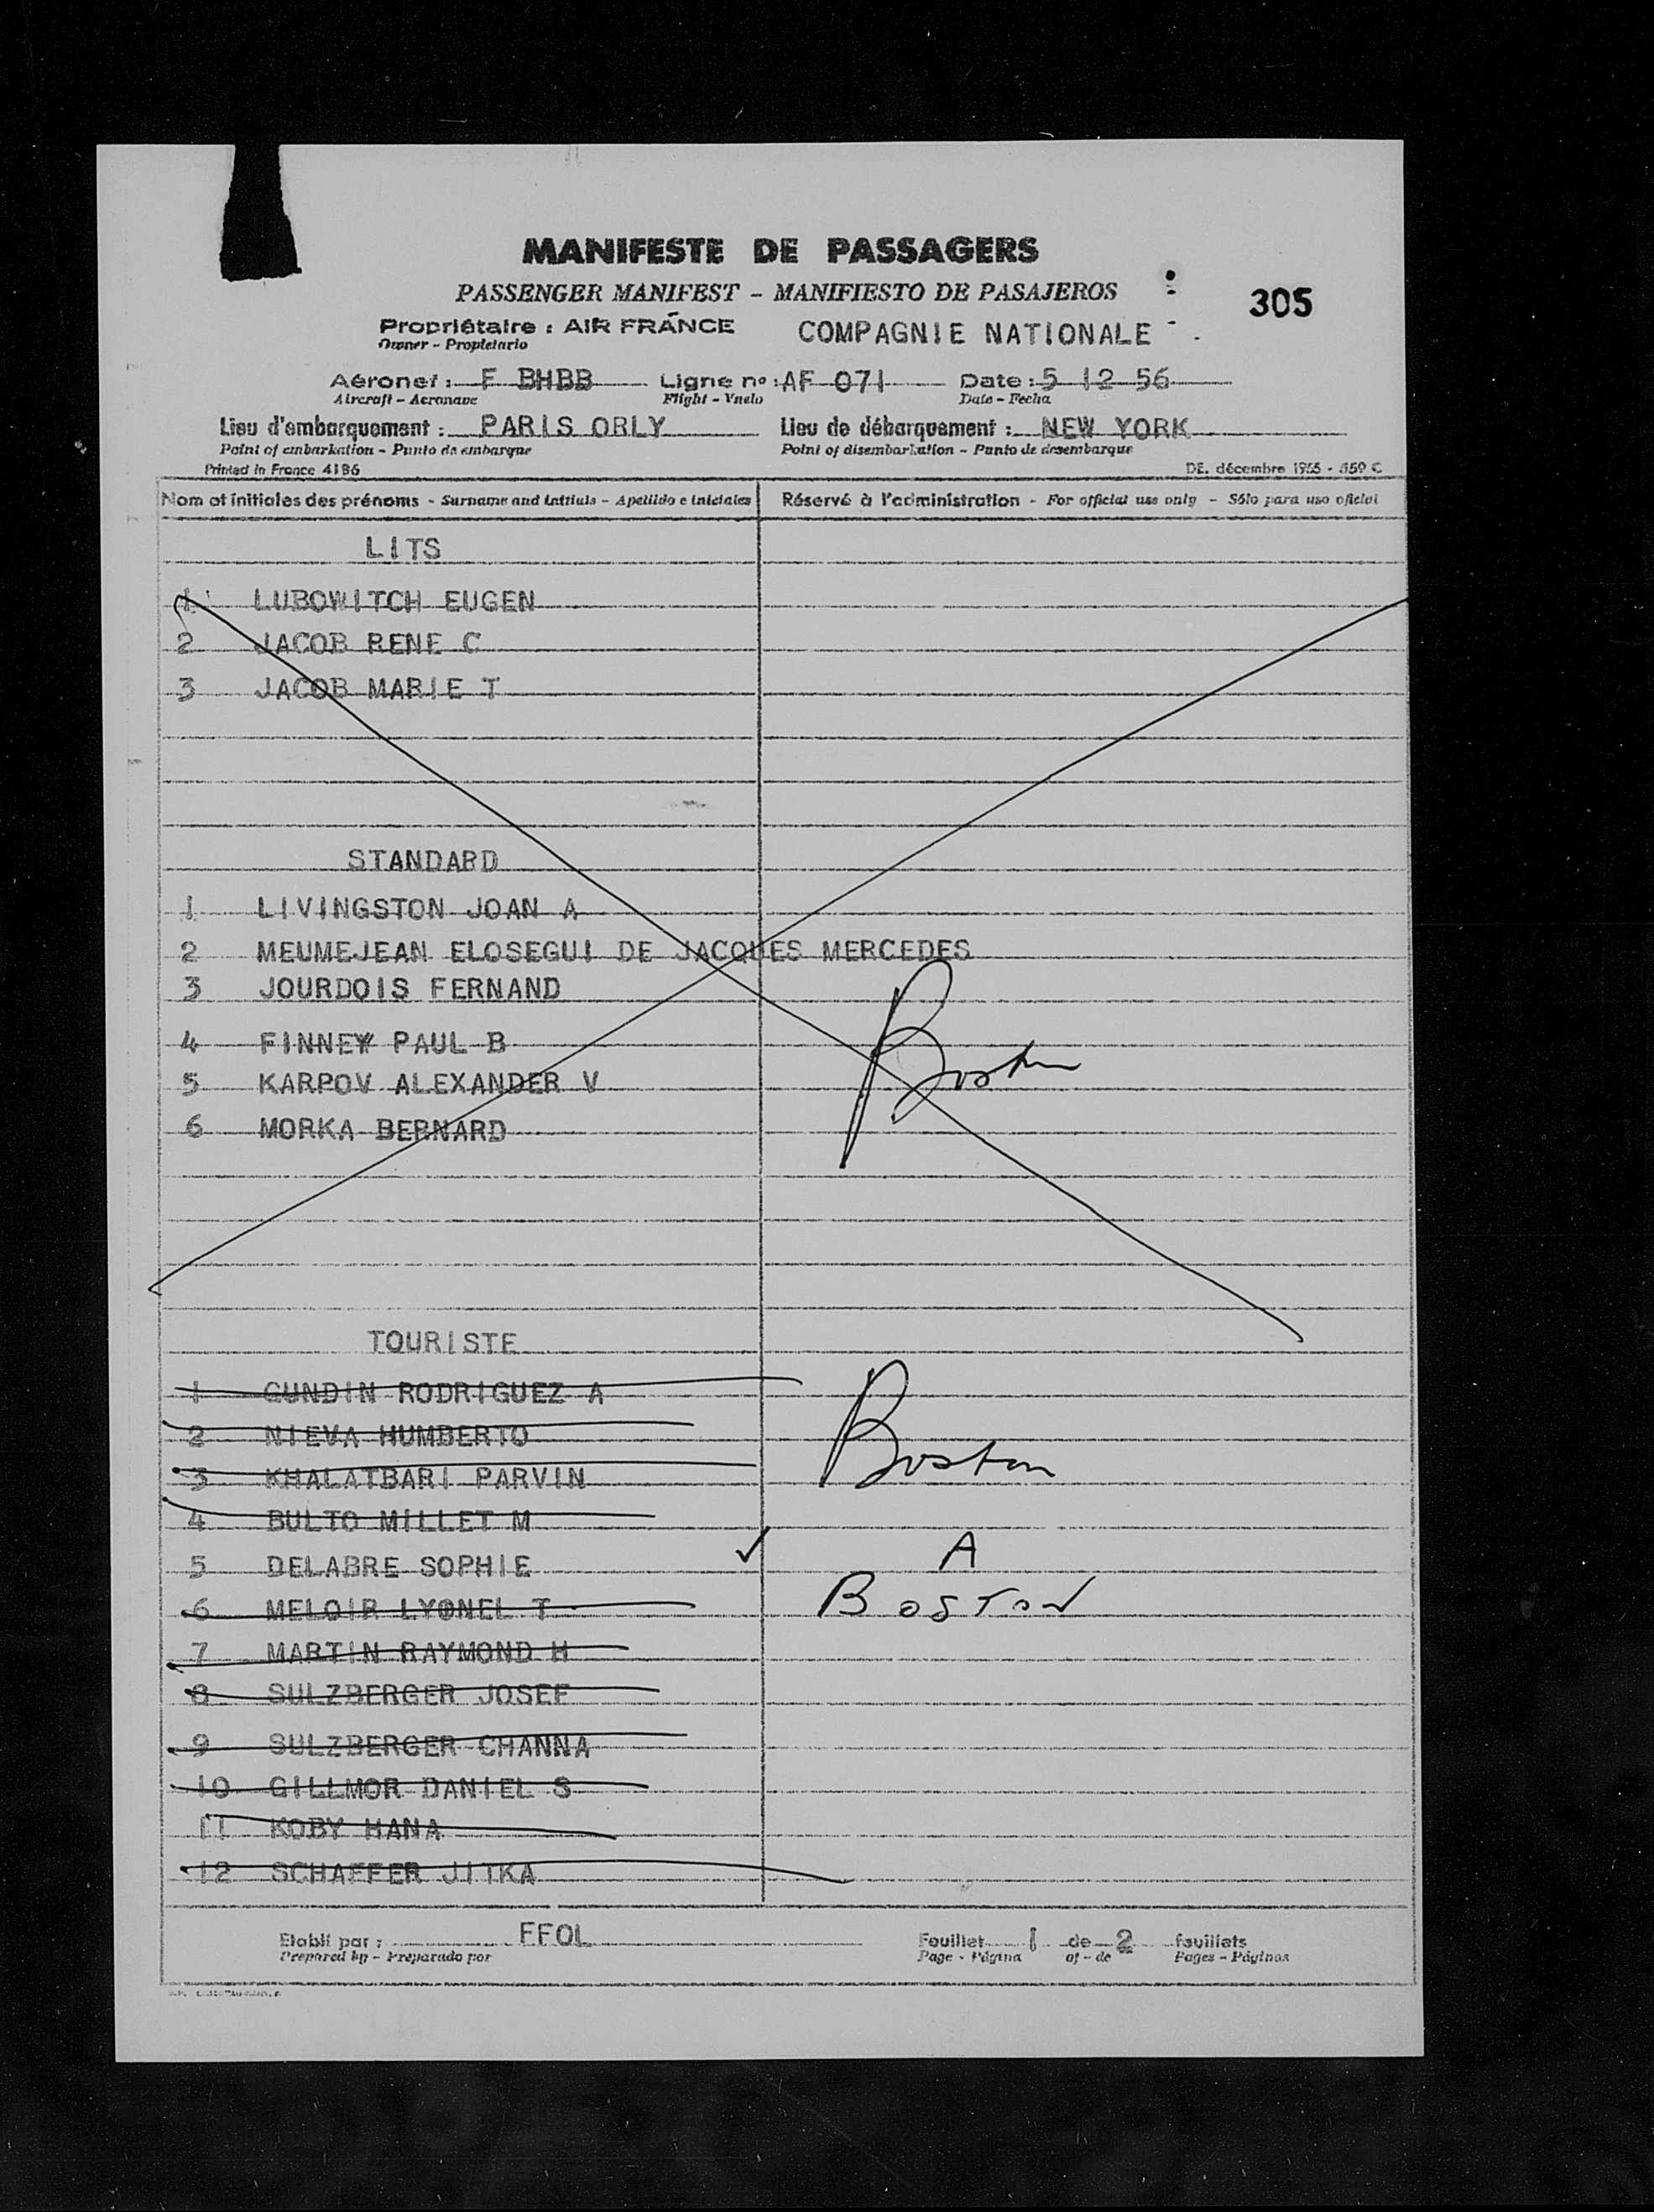 MANIFESTE DE PASSAGERS
PASSENGER MANIFEST - MANIFIESTO DE PASAJEROS
305
Propriétaire : AIR FRANCE COMPAGNIE NATIONALE
Owner - Propietario
Aéronef : F BHBB Ligne nº : AF 071 Date : 5 12 56
Aircraft - Aeronave Flight - Vuelo Date - Fecha
Lieu d'embarquement : PARIS ORLY Lieu de débarquement : NEW YORK
Point of embarkation - Punto de embarque Point of disembarkation - Punto de desembarque
Printed in France 4186 DE. décembre 1955 - 559 C
Nom et initiales des prénoms - Surname and initials - Apellido e iniciales Réservé à l'administration - For official use only - Sólo para uso oficial
LITS
1 LUBOWITCH EUGEN
2 JACOB RENE C
3 JACOB MARIE T
STANDARD
1 LIVINGSTON JOAN A
2 MEUMEJEAN ELOSEGUI DE JACQUES MERCEDES
3 JOURDOIS FERNAND
4 FINNEY PAUL B
5 KARPOV ALEXANDER V Boston
6 MORKA BERNARD
TOURISTE
1 GUNDIN RODRIGUEZ A
2 NIEVA HUMBERTO
3 KHALATBARI PARVIN Boston
4 BULTO MILLET M
5 DELABRE SOPHIE ✓ A
6 MELOIR LYONEL T BOSTON
7 MARTIN RAYMOND H
8 SULZBERGER JOSEF
9 SULZBERGER CHANNA
10 GILLMOR DANIEL S
11 KOBY HANA
12 SCHAFFER JITKA
Etabli par : FFOL Feuillet 1 de 2 feuillets
Prepared by - Preparado por Page - Página of - de Pages - Páginas